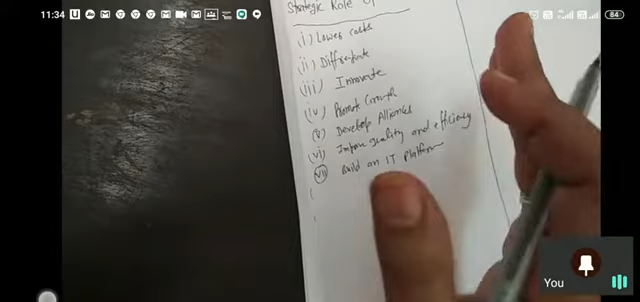 11:34
84
Strategic Role of
(i) Lower costs
(ii) Differentiate
(iii) Innovate
(iv) Promote Growth
(v) Develop Alliances
(vi) Improve quality and efficiency
(vii) Build an IT Platform
You